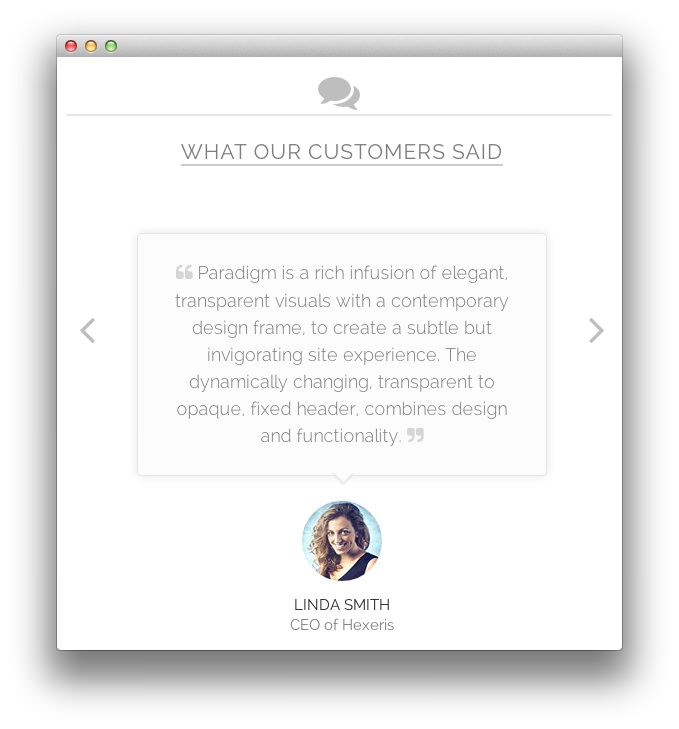 WHAT OUR CUSTOMERS SAID
“ Paradigm is a rich infusion of elegant,
transparent visuals with a contemporary
design frame, to create a subtle but
invigorating site experience. The
dynamically changing, transparent to
opaque, fixed header, combines design
and functionality. ”
LINDA SMITH
CEO of Hexeris